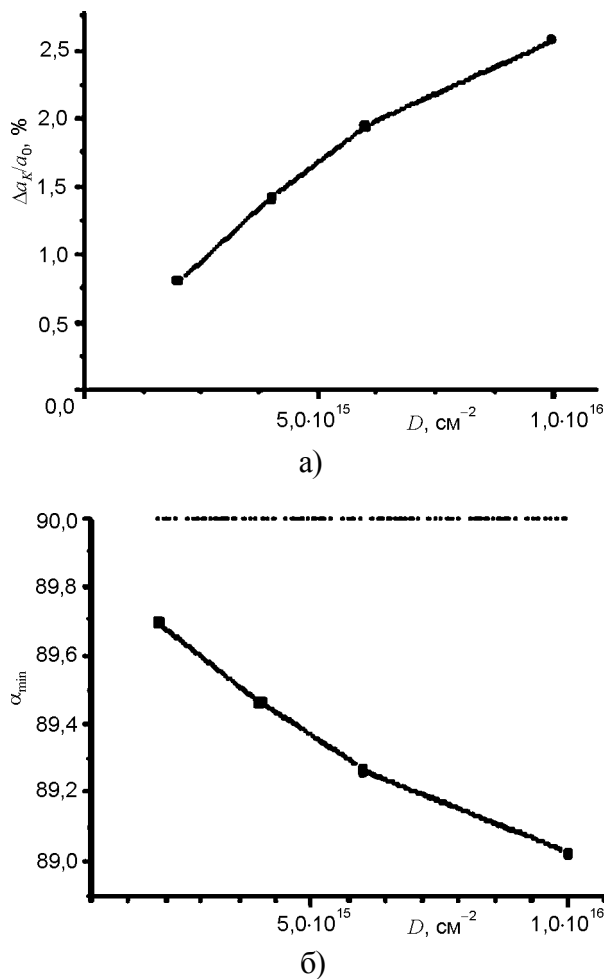 2,5
2,0
1,5
1,0
0,5
0,0
Δa_K/a_0, %
5,0·10^15
D, см^−2
1,0·10^16
а)
90,0
89,8
89,6
89,4
89,2
89,0
α_min
5,0·10^15
D, см^−2
1,0·10^16
б)